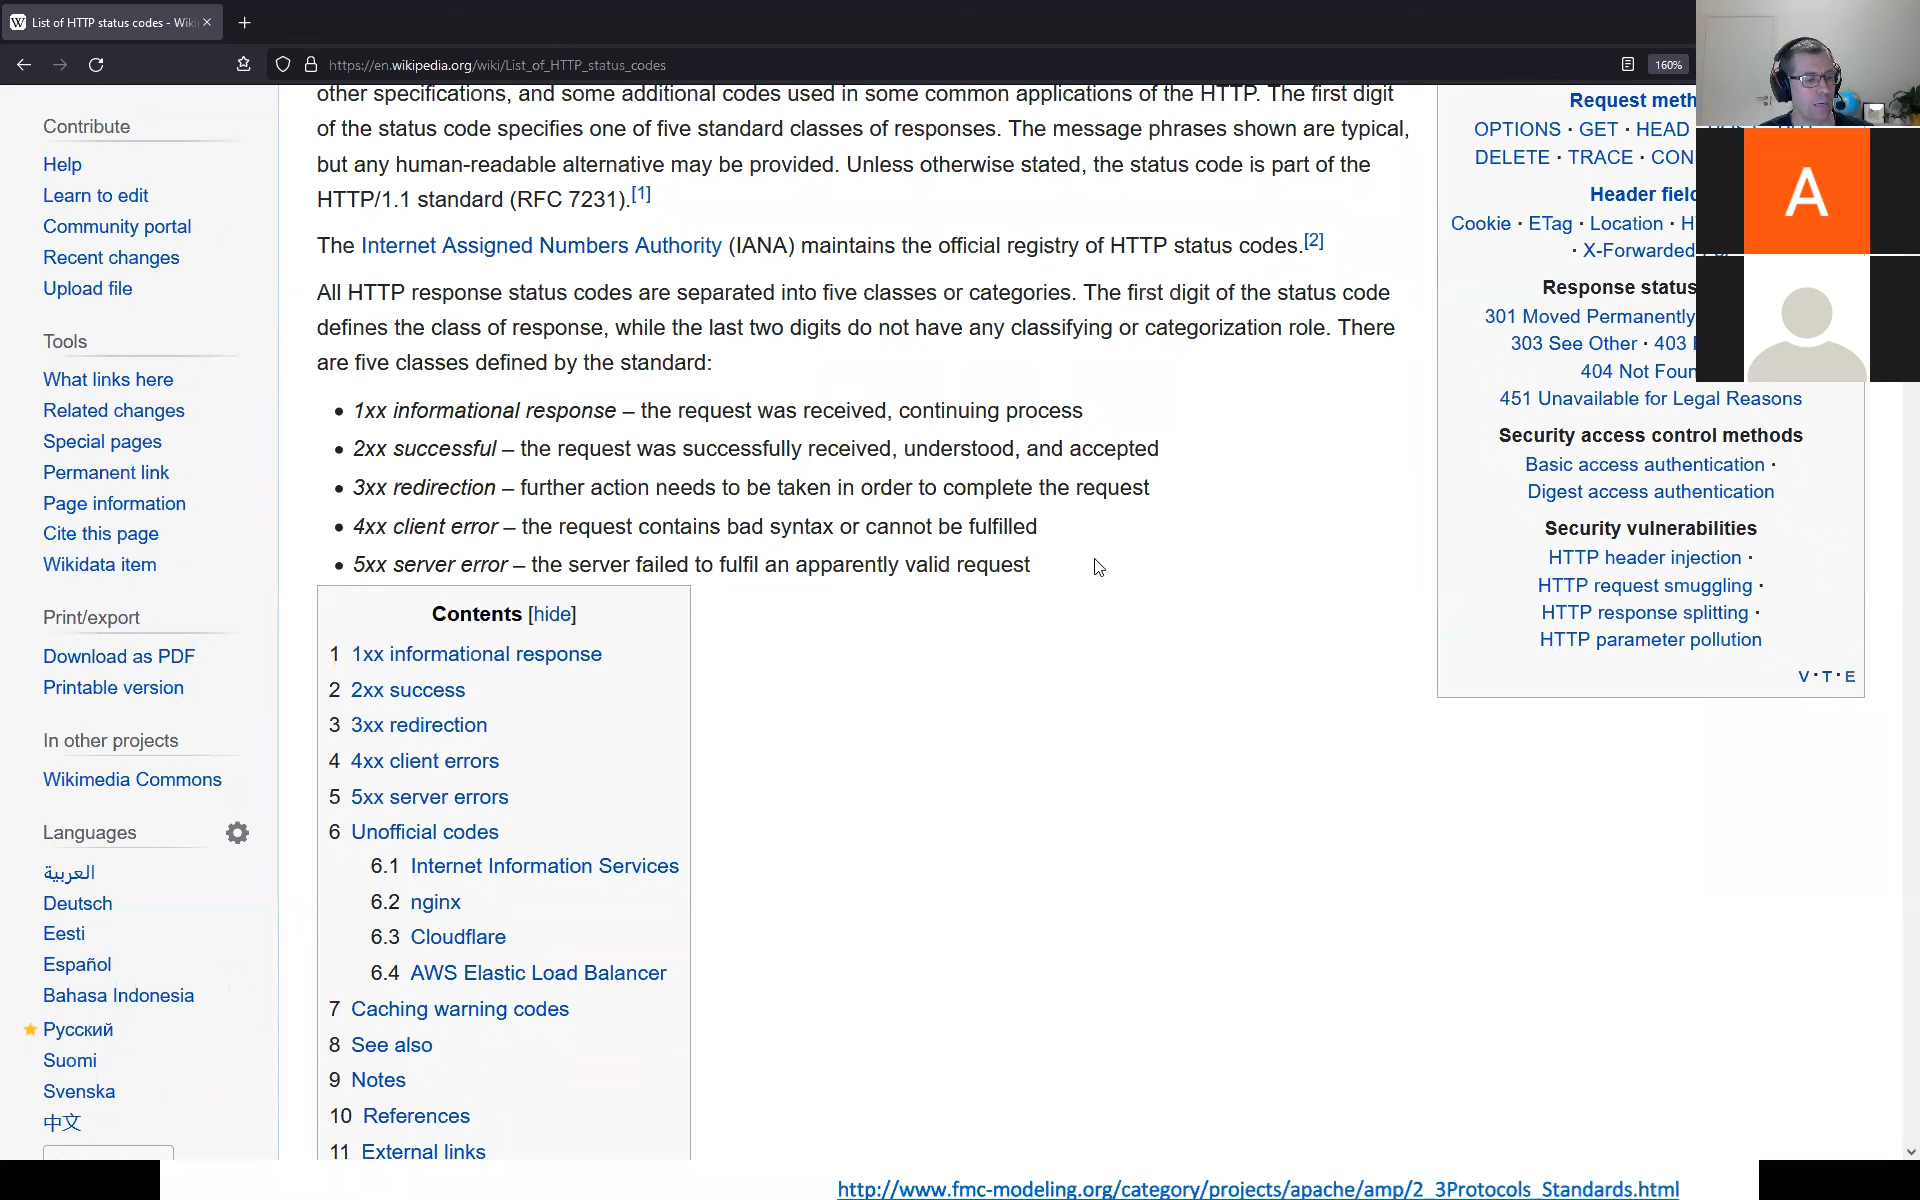 List of HTTP status codes - Wiki
https://en.wikipedia.org/wiki/List_of_HTTP_status_codes
160%
Contribute
Help
Learn to edit
Community portal
Recent changes
Upload file
Tools
What links here
Related changes
Special pages
Permanent link
Page information
Cite this page
Wikidata item
Print/export
Download as PDF
Printable version
In other projects
Wikimedia Commons
Languages
العربية
Deutsch
Eesti
Español
Bahasa Indonesia
Русский
Suomi
Svenska
中文
other specifications, and some additional codes used in some common applications of the HTTP. The first digit
of the status code specifies one of five standard classes of responses. The message phrases shown are typical,
but any human-readable alternative may be provided. Unless otherwise stated, the status code is part of the
HTTP/1.1 standard (RFC 7231).[1]
The Internet Assigned Numbers Authority (IANA) maintains the official registry of HTTP status codes.[2]
All HTTP response status codes are separated into five classes or categories. The first digit of the status code
defines the class of response, while the last two digits do not have any classifying or categorization role. There
are five classes defined by the standard:
• 1xx informational response – the request was received, continuing process
• 2xx successful – the request was successfully received, understood, and accepted
• 3xx redirection – further action needs to be taken in order to complete the request
• 4xx client error – the request contains bad syntax or cannot be fulfilled
• 5xx server error – the server failed to fulfil an apparently valid request
Contents [hide]
1 1xx informational response
2 2xx success
3 3xx redirection
4 4xx client errors
5 5xx server errors
6 Unofficial codes
6.1 Internet Information Services
6.2 nginx
6.3 Cloudflare
6.4 AWS Elastic Load Balancer
7 Caching warning codes
8 See also
9 Notes
10 References
11 External links
Request meth
OPTIONS · GET · HEAD
DELETE · TRACE · CON
Header field
Cookie · ETag · Location · H
· X-Forwarded
Response status
301 Moved Permanently
303 See Other · 403
404 Not Foun
451 Unavailable for Legal Reasons
Security access control methods
Basic access authentication ·
Digest access authentication
Security vulnerabilities
HTTP header injection ·
HTTP request smuggling ·
HTTP response splitting ·
HTTP parameter pollution
V · T · E
A
http://www.fmc-modeling.org/category/projects/apache/amp/2_3Protocols_Standards.html